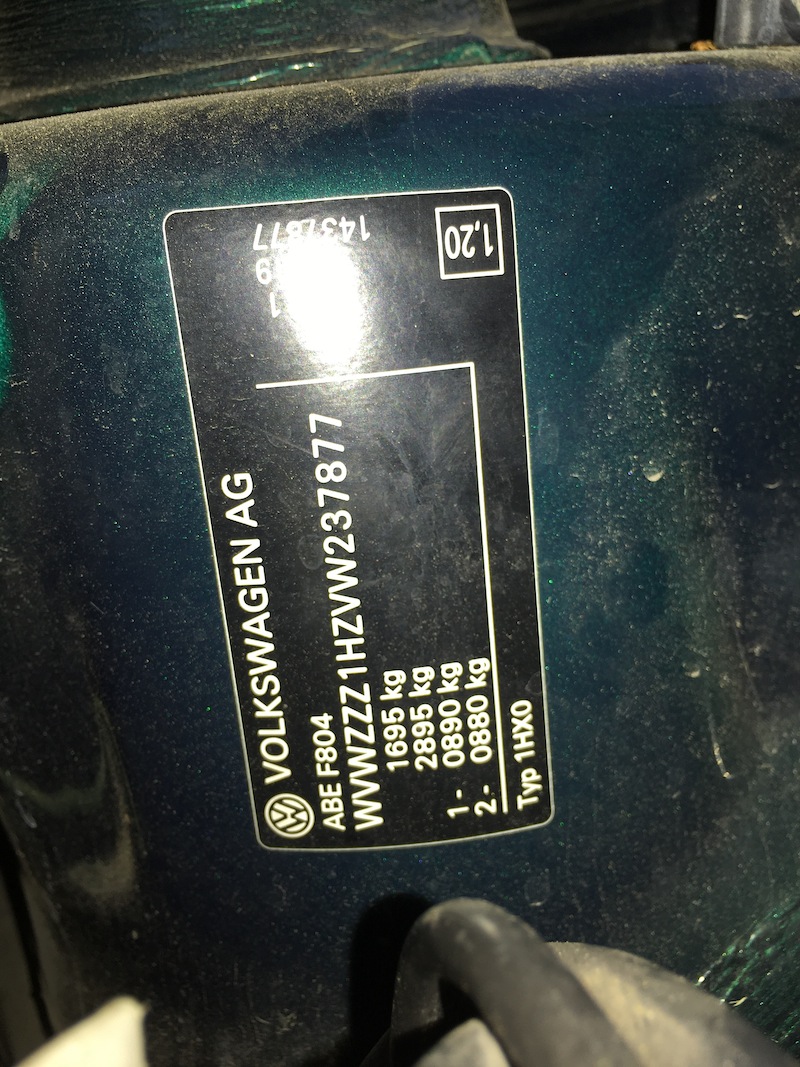 VOLKSWAGEN AG
ABE F804
WVWZZZ1HZVW237877
1695 kg
2895 kg
1- 0890 kg
2- 0880 kg
Typ 1HX0
1,20